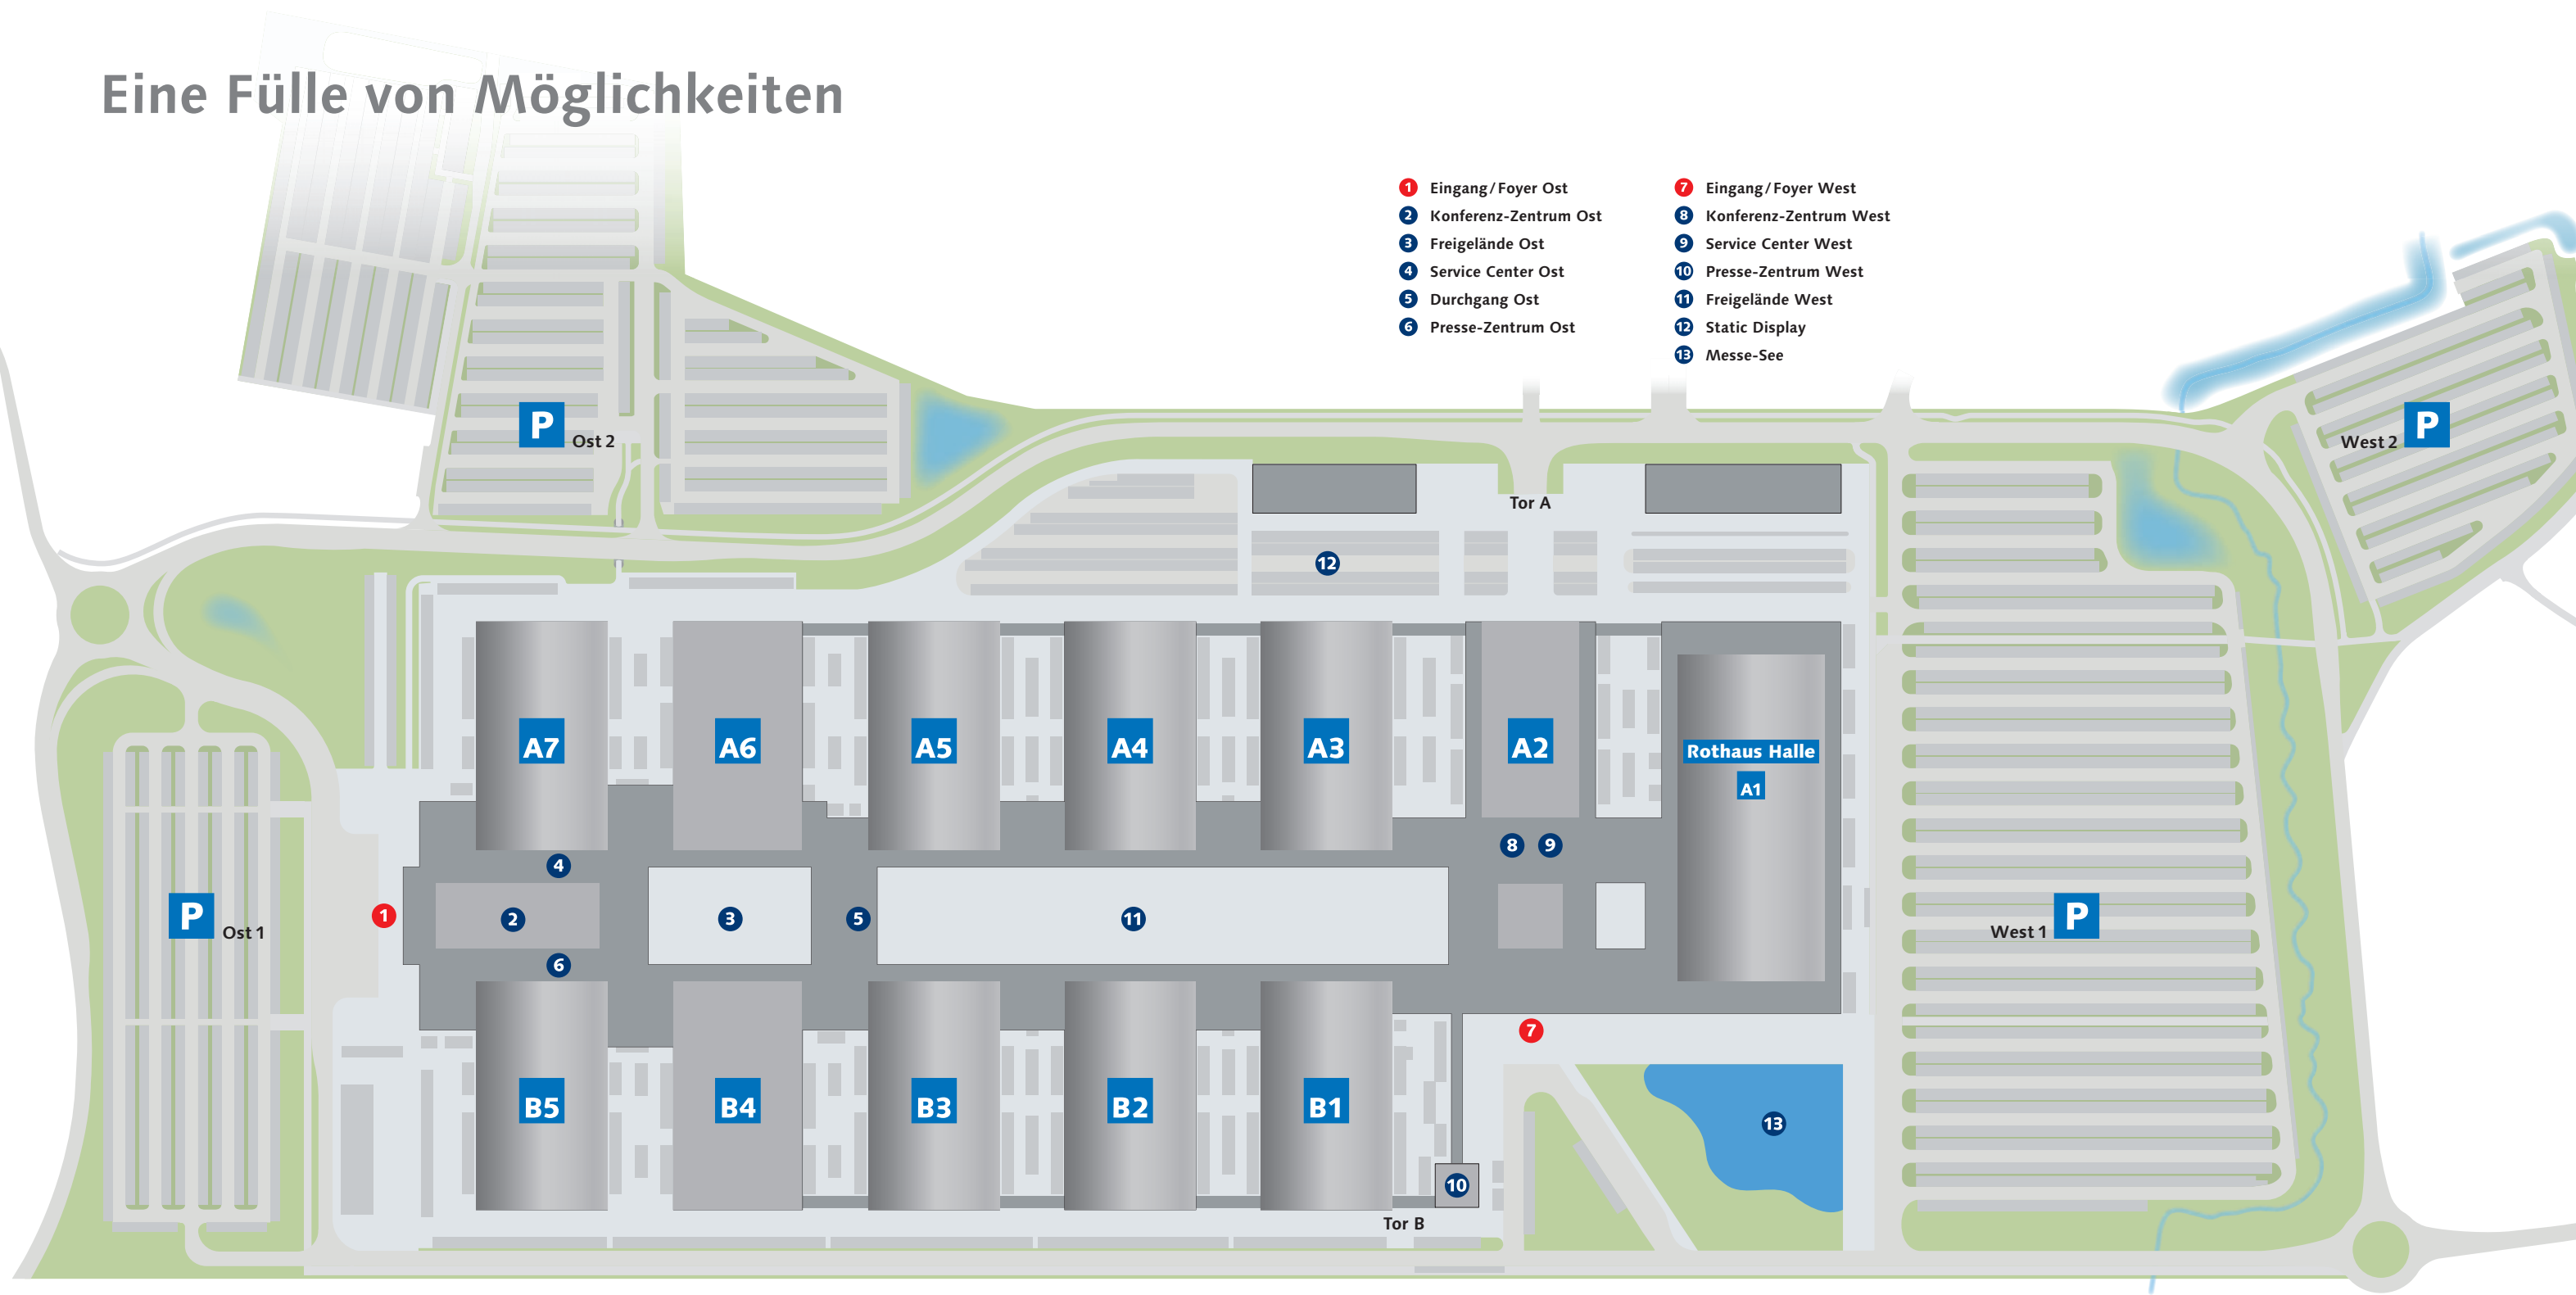 Eine Fülle von Möglichkeiten
1 Eingang/Foyer Ost
2 Konferenz-Zentrum Ost
3 Freigelände Ost
4 Service Center Ost
5 Durchgang Ost
6 Presse-Zentrum Ost
7 Eingang/Foyer West
8 Konferenz-Zentrum West
9 Service Center West
10 Presse-Zentrum West
11 Freigelände West
12 Static Display
13 Messe-See
P Ost 2
West 2 P
Tor A
12
A7
A6
A5
A4
A3
A2
Rothaus Halle
A1
8
9
4
P Ost 1
1
2
3
5
11
West 1 P
6
7
B5
B4
B3
B2
B1
13
10
Tor B